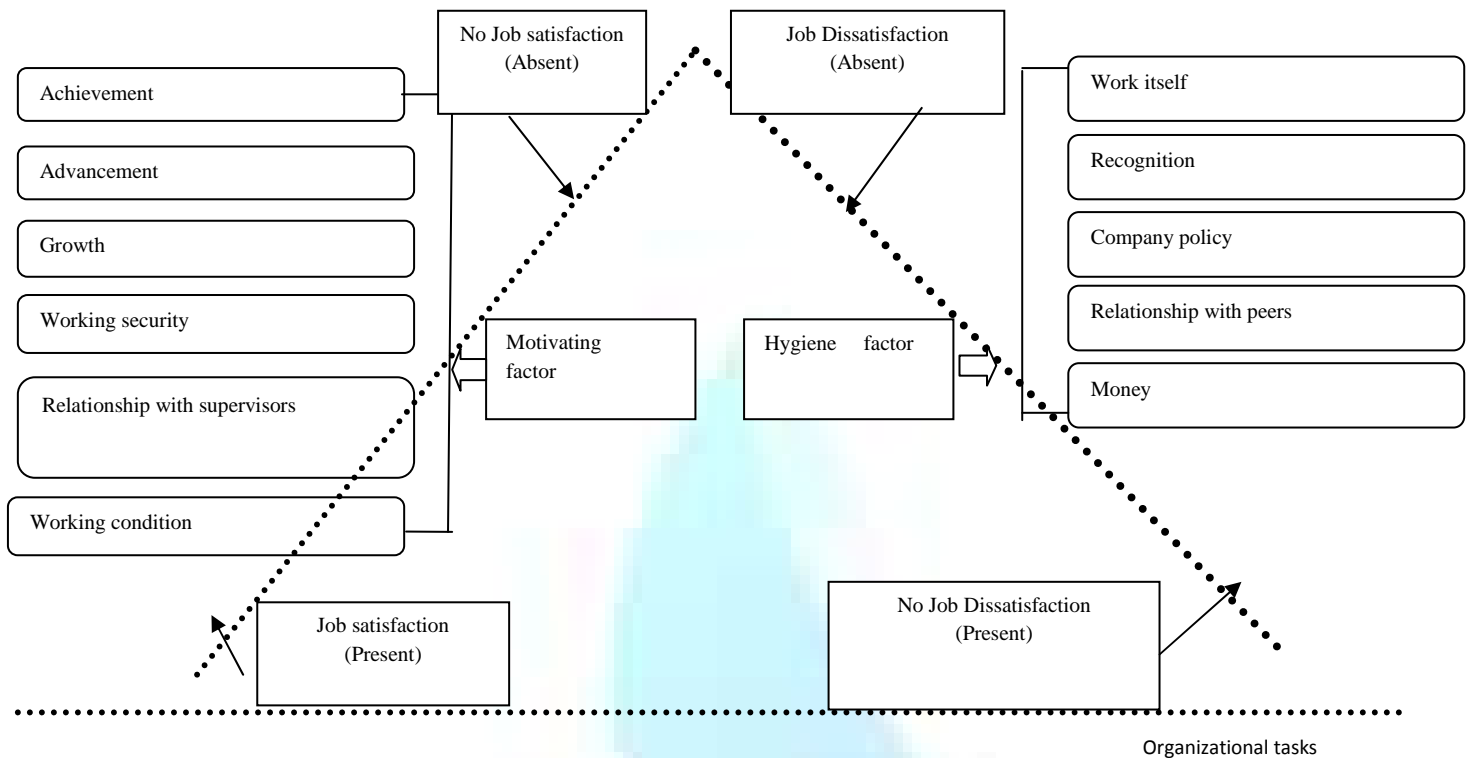 No Job satisfaction
(Absent)
Job Dissatisfaction
(Absent)
Achievement
Advancement
Growth
Working security
Relationship with supervisors
Working condition
Work itself
Recognition
Company policy
Relationship with peers
Money
Motivating
factor
Hygiene factor
Job satisfaction
(Present)
No Job Dissatisfaction
(Present)
Organizational tasks